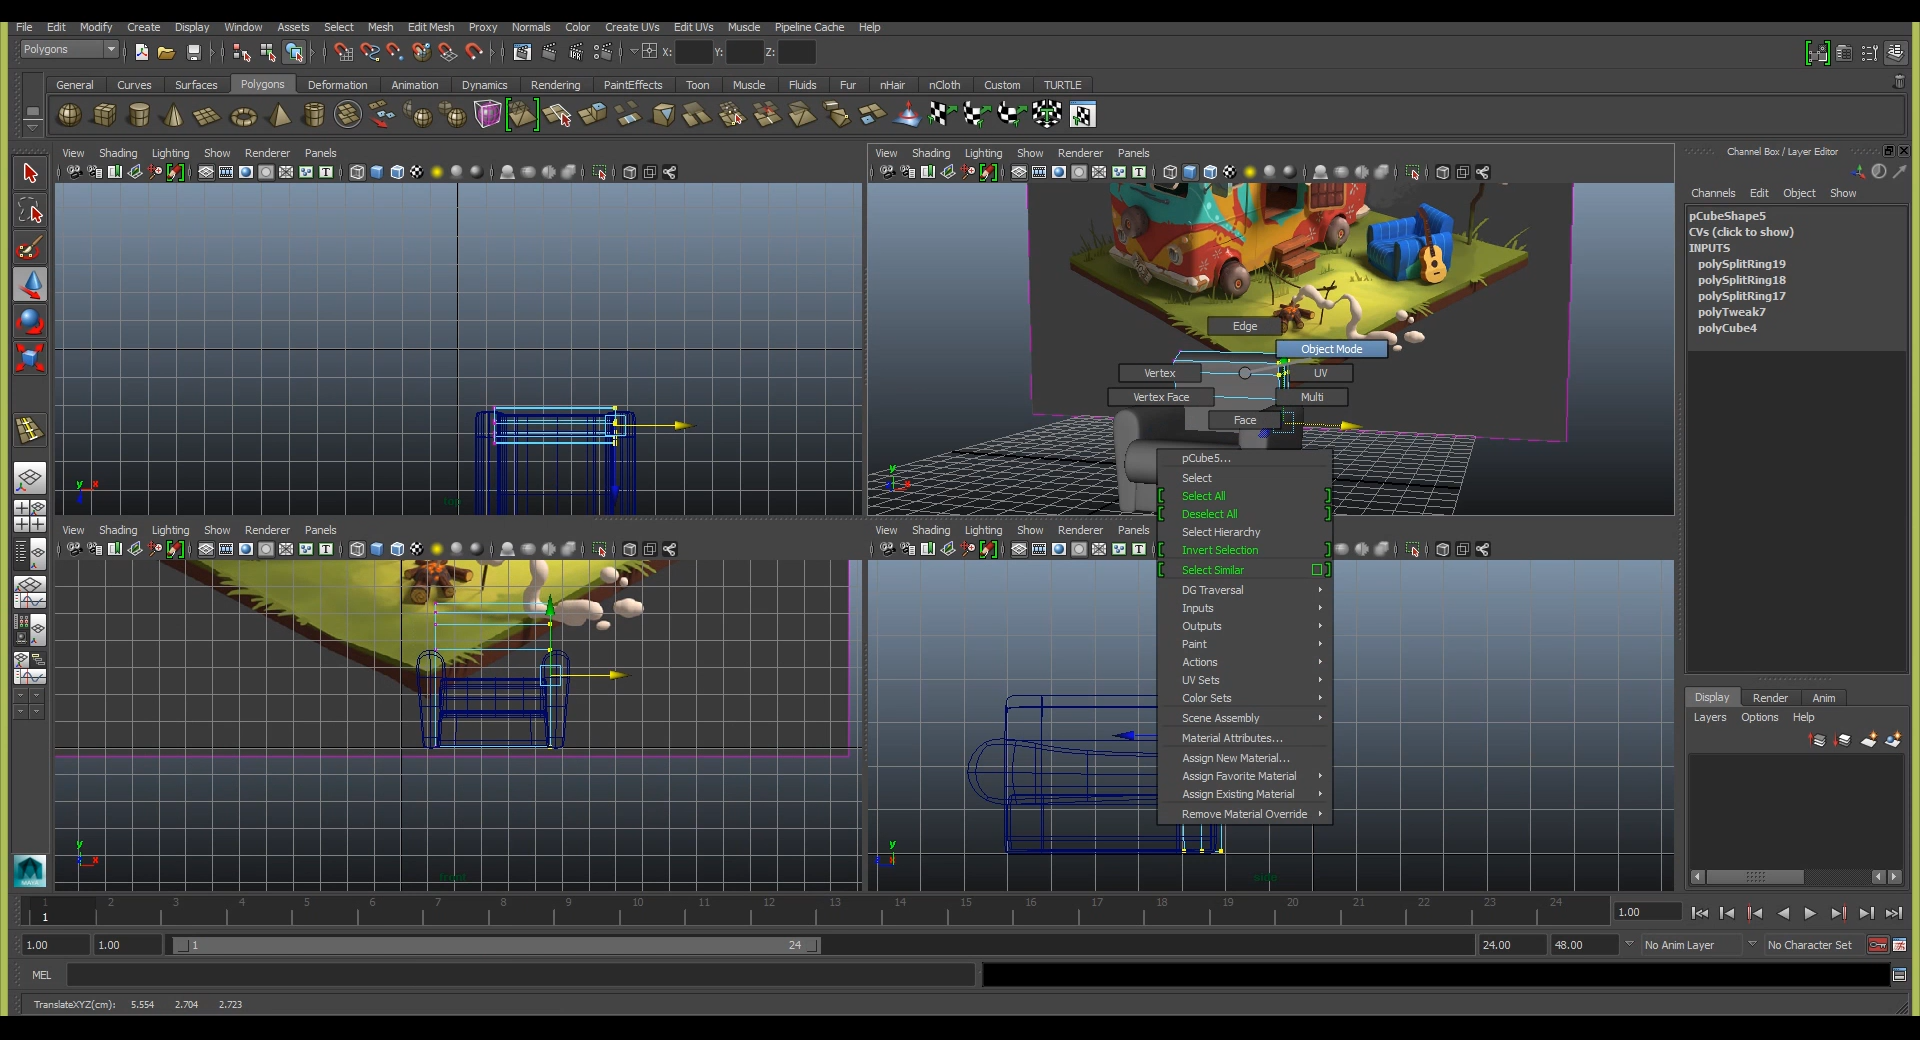 File Edit Modify Create Display Window Assets Select Mesh Edit Mesh Proxy Normals Color Create UVs Edit UVs Muscle Pipeline Cache Help
Polygons X: Y: Z:
General Curves Surfaces Polygons Deformation Animation Dynamics Rendering PaintEffects Toon Muscle Fluids Fur nHair nCloth Custom TURTLE
View Shading Lighting Show Renderer Panels
View Shading Lighting Show Renderer Panels
Channel Box / Layer Editor
Channels Edit Object Show
pCubeShape5
CVs (click to show)
INPUTS
polySplitRing19
polySplitRing18
polySplitRing17
polyTweak7
polyCube4
Edge
Object Mode
Vertex UV
Vertex Face Multi
Face
pCube5...
Select
Select All
Deselect All
Select Hierarchy
Invert Selection
Select Similar
DG Traversal
Inputs
Outputs
Paint
Actions
UV Sets
Color Sets
Scene Assembly
Material Attributes...
Assign New Material...
Assign Favorite Material
Assign Existing Material
Remove Material Override
y x
top
y x
View Shading Lighting Show Renderer Panels
View Shading Lighting Show Renderer Panels
y x
front
y
side
Display Render Anim
Layers Options Help
MAYA
1 2 3 4 5 6 7 8 9 10 11 12 13 14 15 16 17 18 19 20 21 22 23 24
1
1.00
1.00 1.00 1 24 24.00 48.00 No Anim Layer No Character Set
MEL
TranslateXYZ(cm): 5.554 2.704 2.723